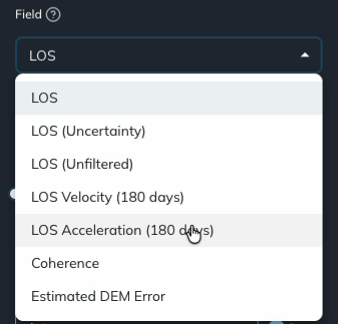 Field ?
LOS
LOS
LOS (Uncertainty)
LOS (Unfiltered)
LOS Velocity (180 days)
LOS Acceleration (180 days)
Coherence
Estimated DEM Error